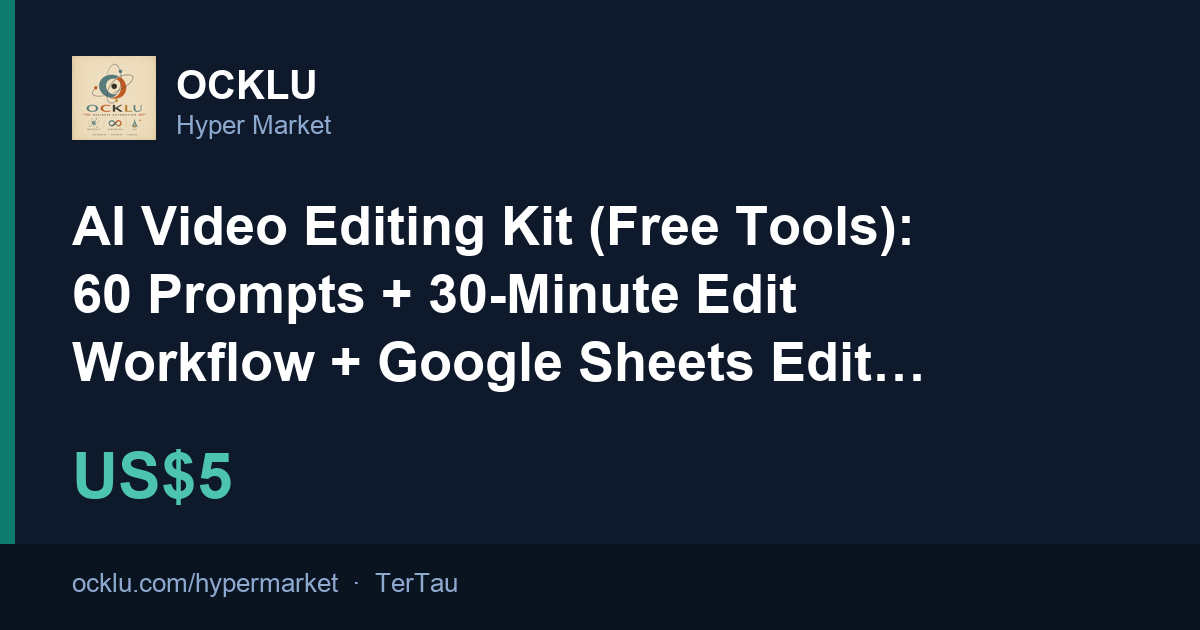 OCKLU
OCKLU
Hyper Market
AI Video Editing Kit (Free Tools):
60 Prompts + 30-Minute Edit
Workflow + Google Sheets Edit…
US$5
ocklu.com/hypermarket · TerTau